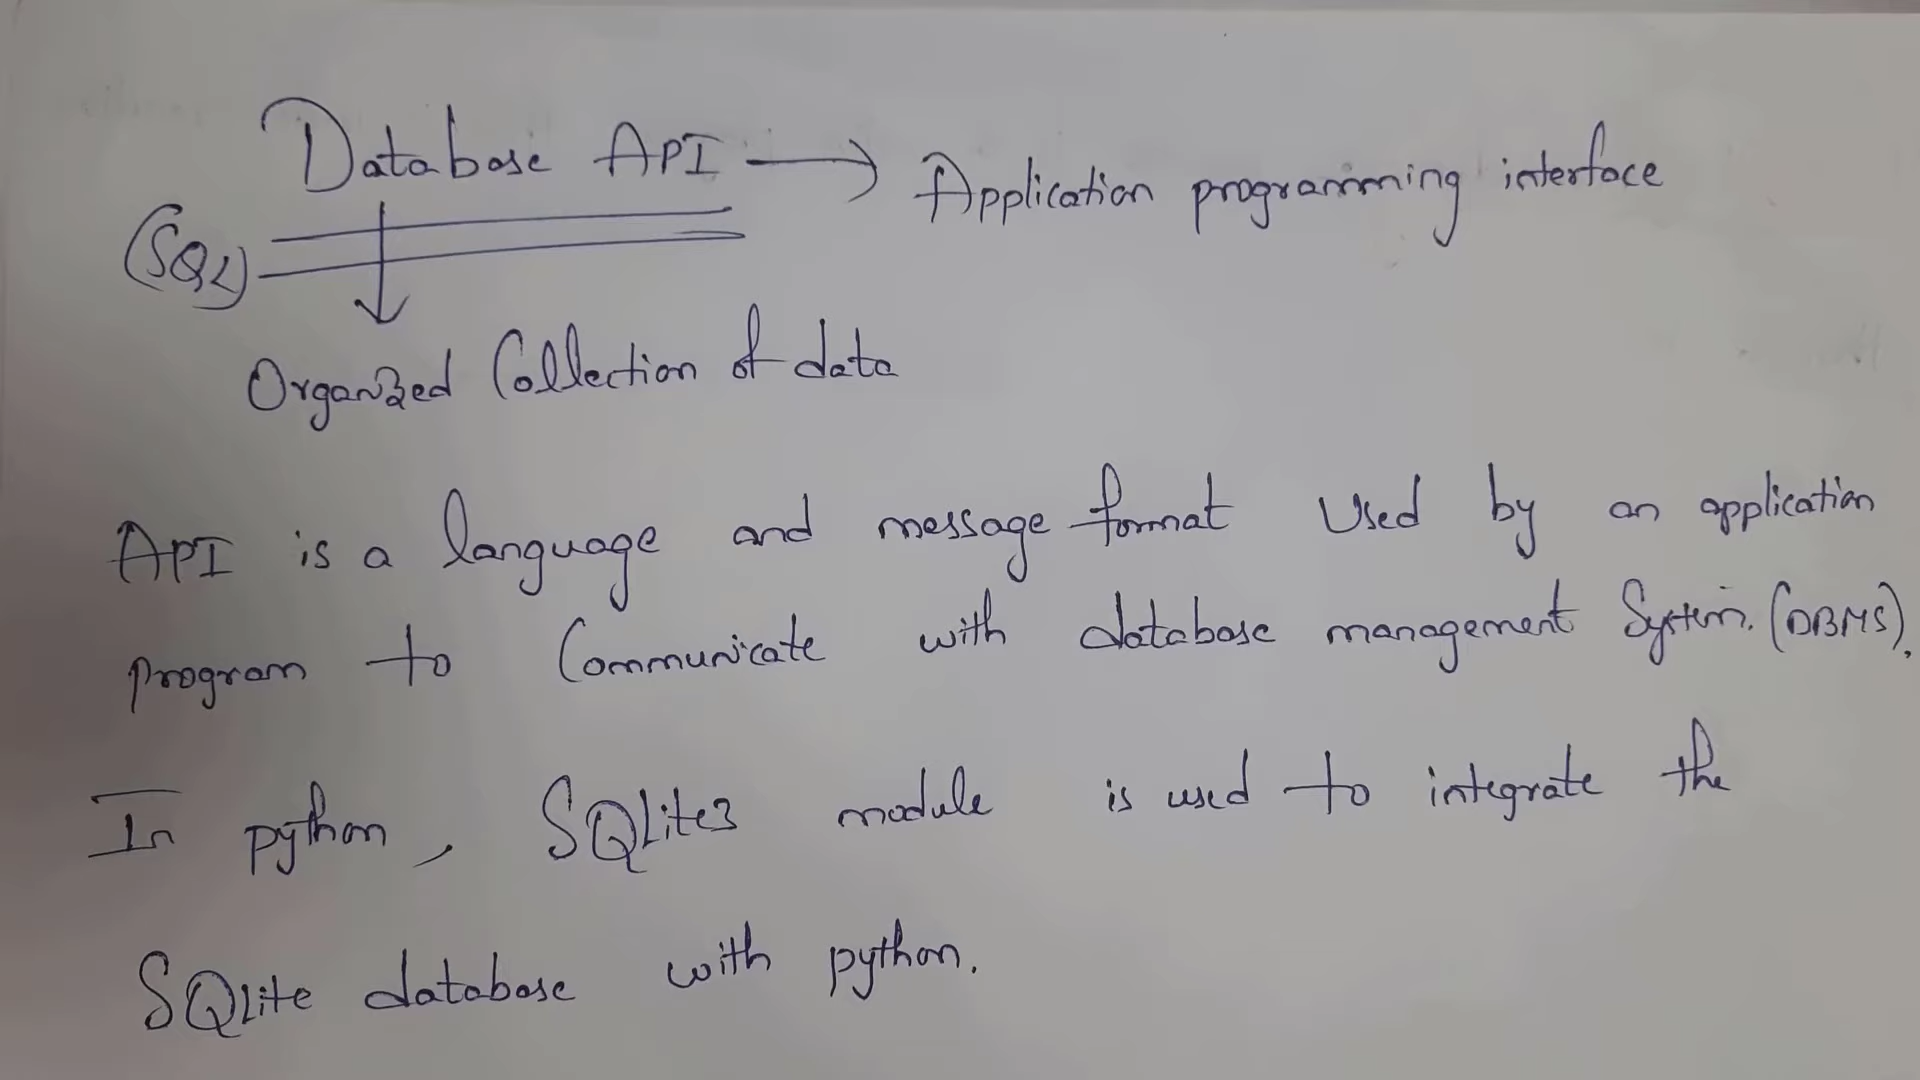 Database API → Application programming interface
(SQL)
Organized Collection of data
API is a language and message format Used by an application
program to Communicate with database management System. (DBMS).
In python, SQLite3 module is used to integrate the
SQLite database with python.